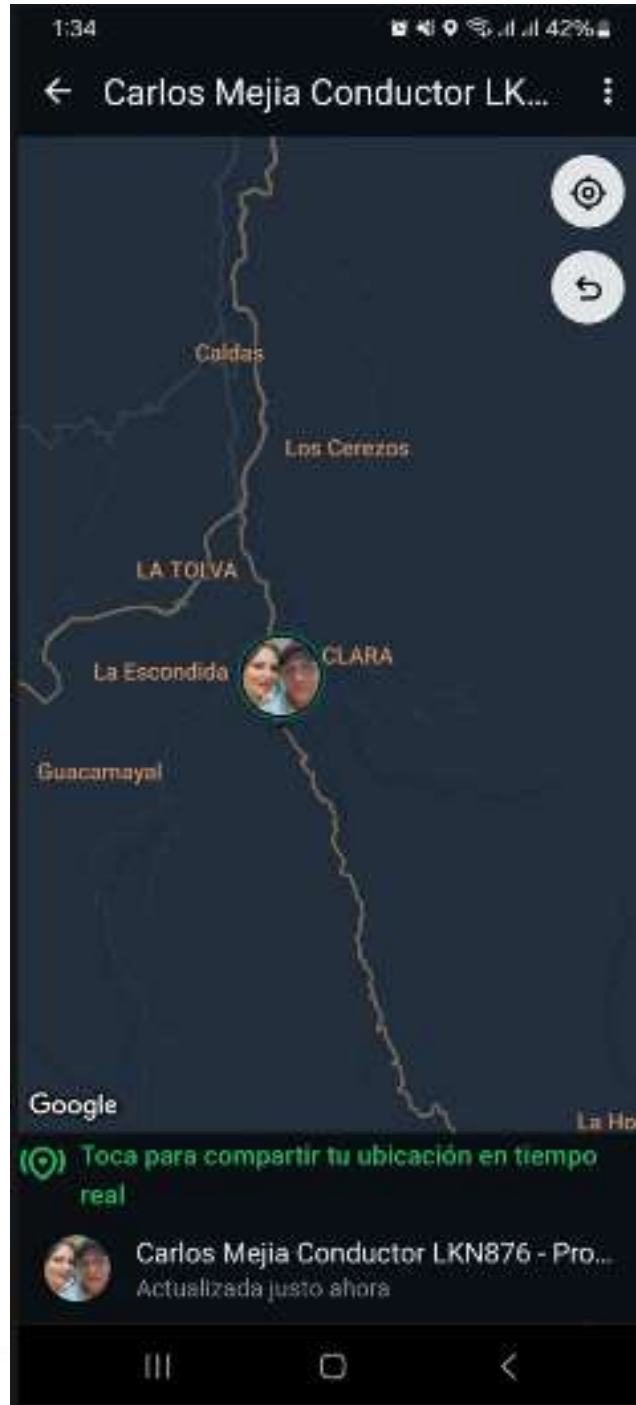 1:34 42%
Carlos Mejia Conductor LK...
Caldas
Los Cerezos
LA TOLVA
CLARA
La Escondida
Guacamayal
Google
La Ho
Toca para compartir tu ubicación en tiempo
real
Carlos Mejia Conductor LKN876 - Pro...
Actualizada justo ahora